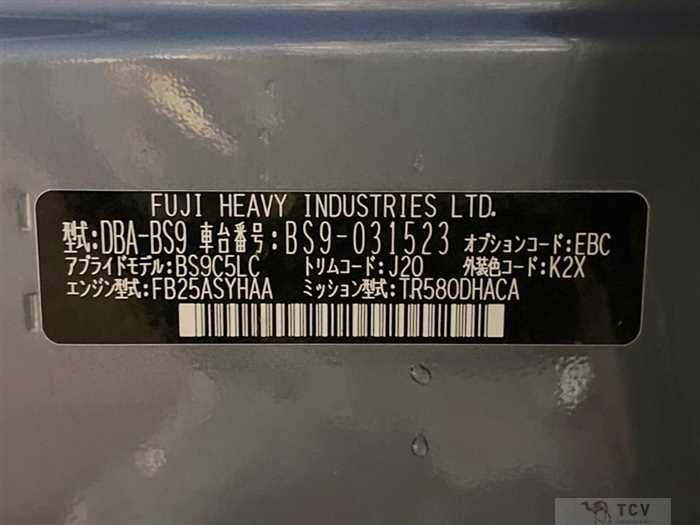 FUJI HEAVY INDUSTRIES LTD.
型式:DBA-BS9 車台番号:BS9-031523 オプションコード:EBC
アプライドモデル:BS9C5LC トリムコード:J20 外装色コード:K2X
エンジン型式:FB25ASYHAA ミッション型式:TR580DHACA
TCV